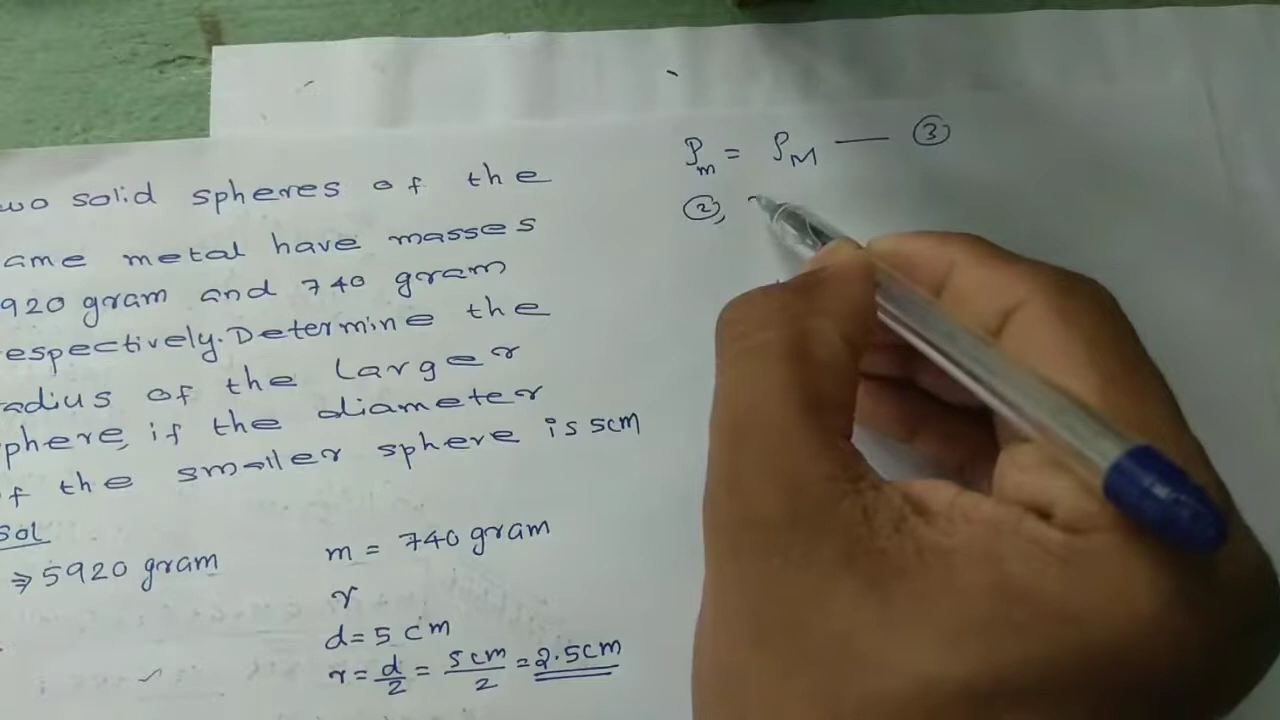 wo solid spheres of the
ame metal have masses
920 gram and 740 gram
espectively. Determine the
adius of the larger
phere, if the diameter
f the smaller sphere is 5cm
Sol
⇒ 5920 gram
m = 740 gram
r
d = 5 cm
r = d/2 = 5cm/2 = 2.5cm
ρm = ρM — ③
②,